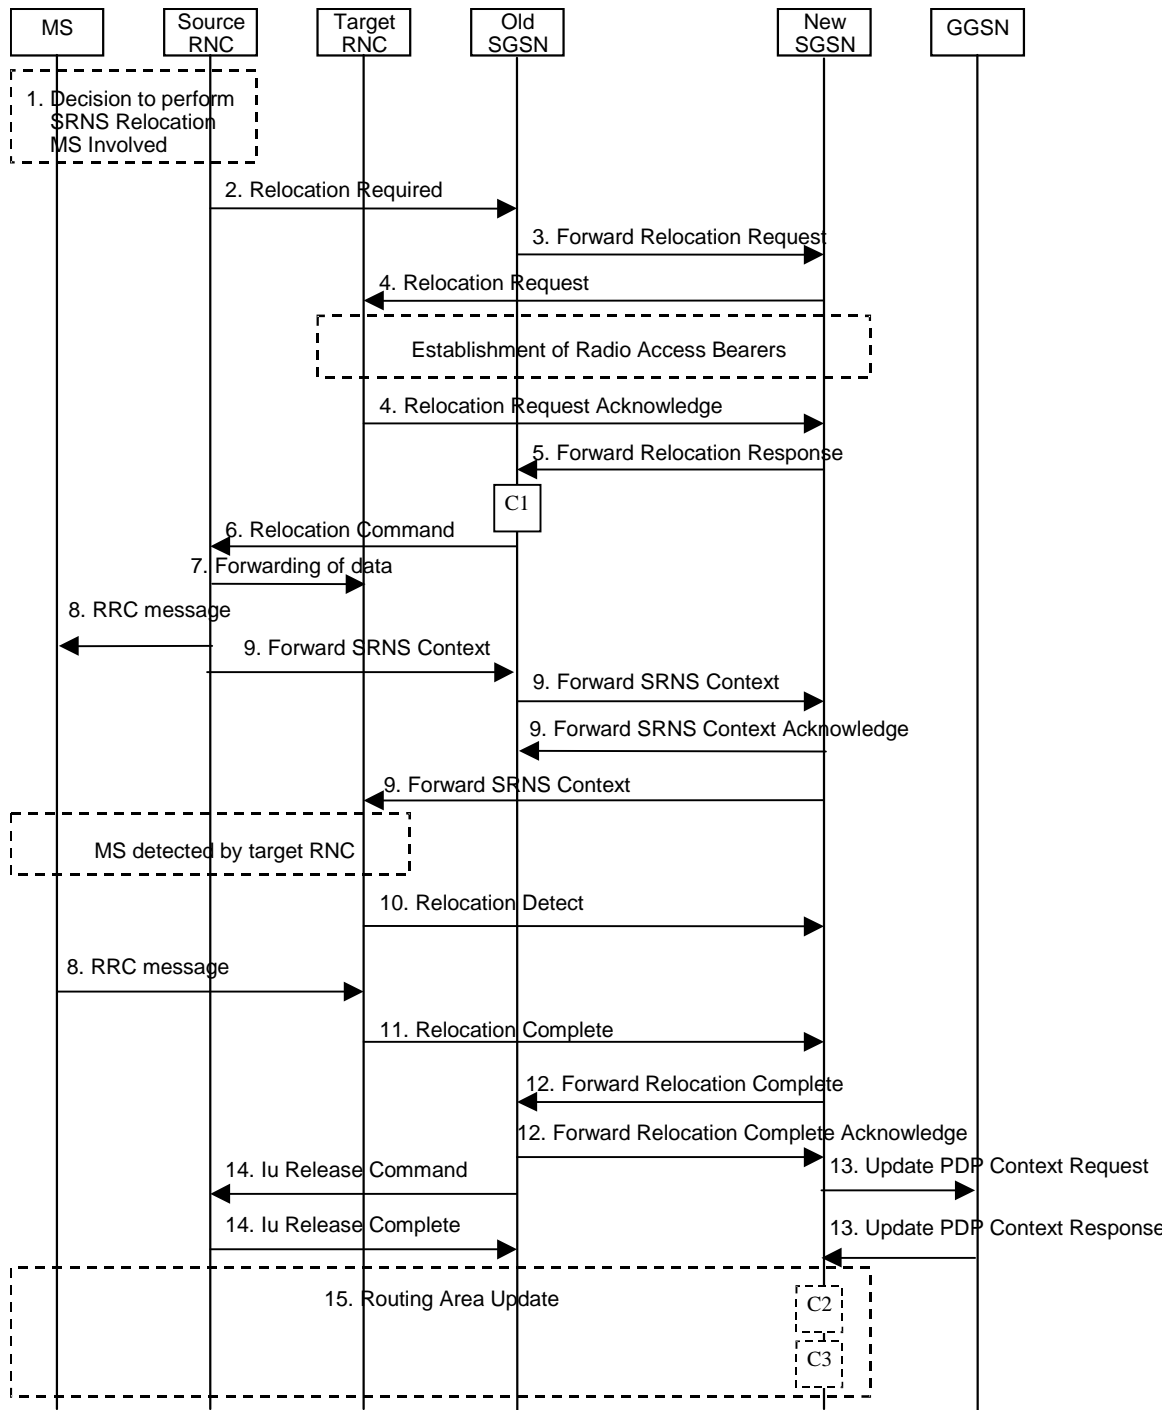 MS
Source
RNC
Target
RNC
Old
SGSN
New
SGSN
GGSN
1. Decision to perform
SRNS Relocation
MS Involved
2. Relocation Required
3. Forward Relocation Request
4. Relocation Request
Establishment of Radio Access Bearers
4. Relocation Request Acknowledge
5. Forward Relocation Response
C1
6. Relocation Command
7. Forwarding of data
8. RRC message
9. Forward SRNS Context
9. Forward SRNS Context
9. Forward SRNS Context Acknowledge
9. Forward SRNS Context
MS detected by target RNC
10. Relocation Detect
8. RRC message
11. Relocation Complete
12. Forward Relocation Complete
12. Forward Relocation Complete Acknowledge
13. Update PDP Context Request
14. Iu Release Command
14. Iu Release Complete
13. Update PDP Context Response
15. Routing Area Update
C2
C3